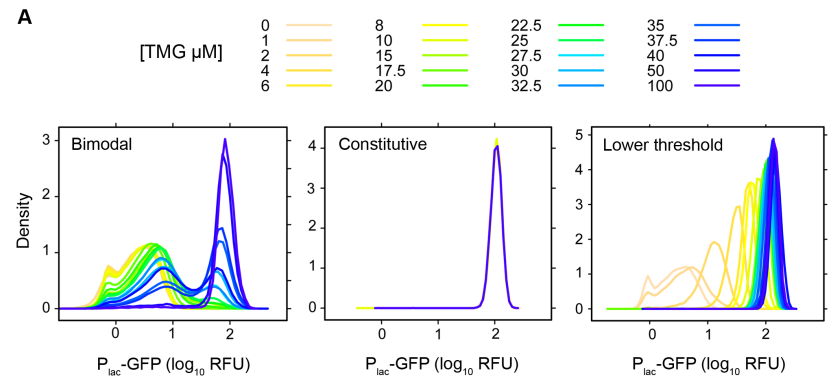 A
[TMG µM]
0 8 22.5 35
1 10 25 37.5
2 15 27.5 40
4 17.5 30 50
6 20 32.5 100
Bimodal Constitutive Lower threshold
Density
3
2
1
0
4
3
2
1
0
5
4
3
2
1
0
0 1 2 0 1 2 0 1 2
Plac-GFP (log10 RFU) Plac-GFP (log10 RFU) Plac-GFP (log10 RFU)